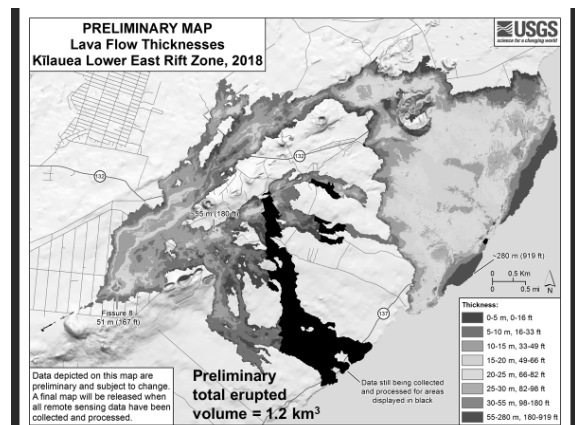 PRELIMINARY MAP
Lava Flow Thicknesses
Kīlauea Lower East Rift Zone, 2018
USGS
science for a changing world
132
132
55 m (180 ft)
~280 m (919 ft)
0 0.5 Km
0 0.5 mi
N
Fissure 8
51 m (167 ft)
137
Thickness:
0-5 m, 0-16 ft
5-10 m, 16-33 ft
10-15 m, 33-49 ft
15-20 m, 49-66 ft
20-25 m, 66-82 ft
25-30 m, 82-98 ft
30-55 m, 98-180 ft
55-280 m, 180-919 ft
Data depicted on this map are
preliminary and subject to change.
A final map will be released when
all remote sensing data have been
collected and processed.
Preliminary
total erupted
volume = 1.2 km³
Data still being collected
and processed for areas
displayed in black